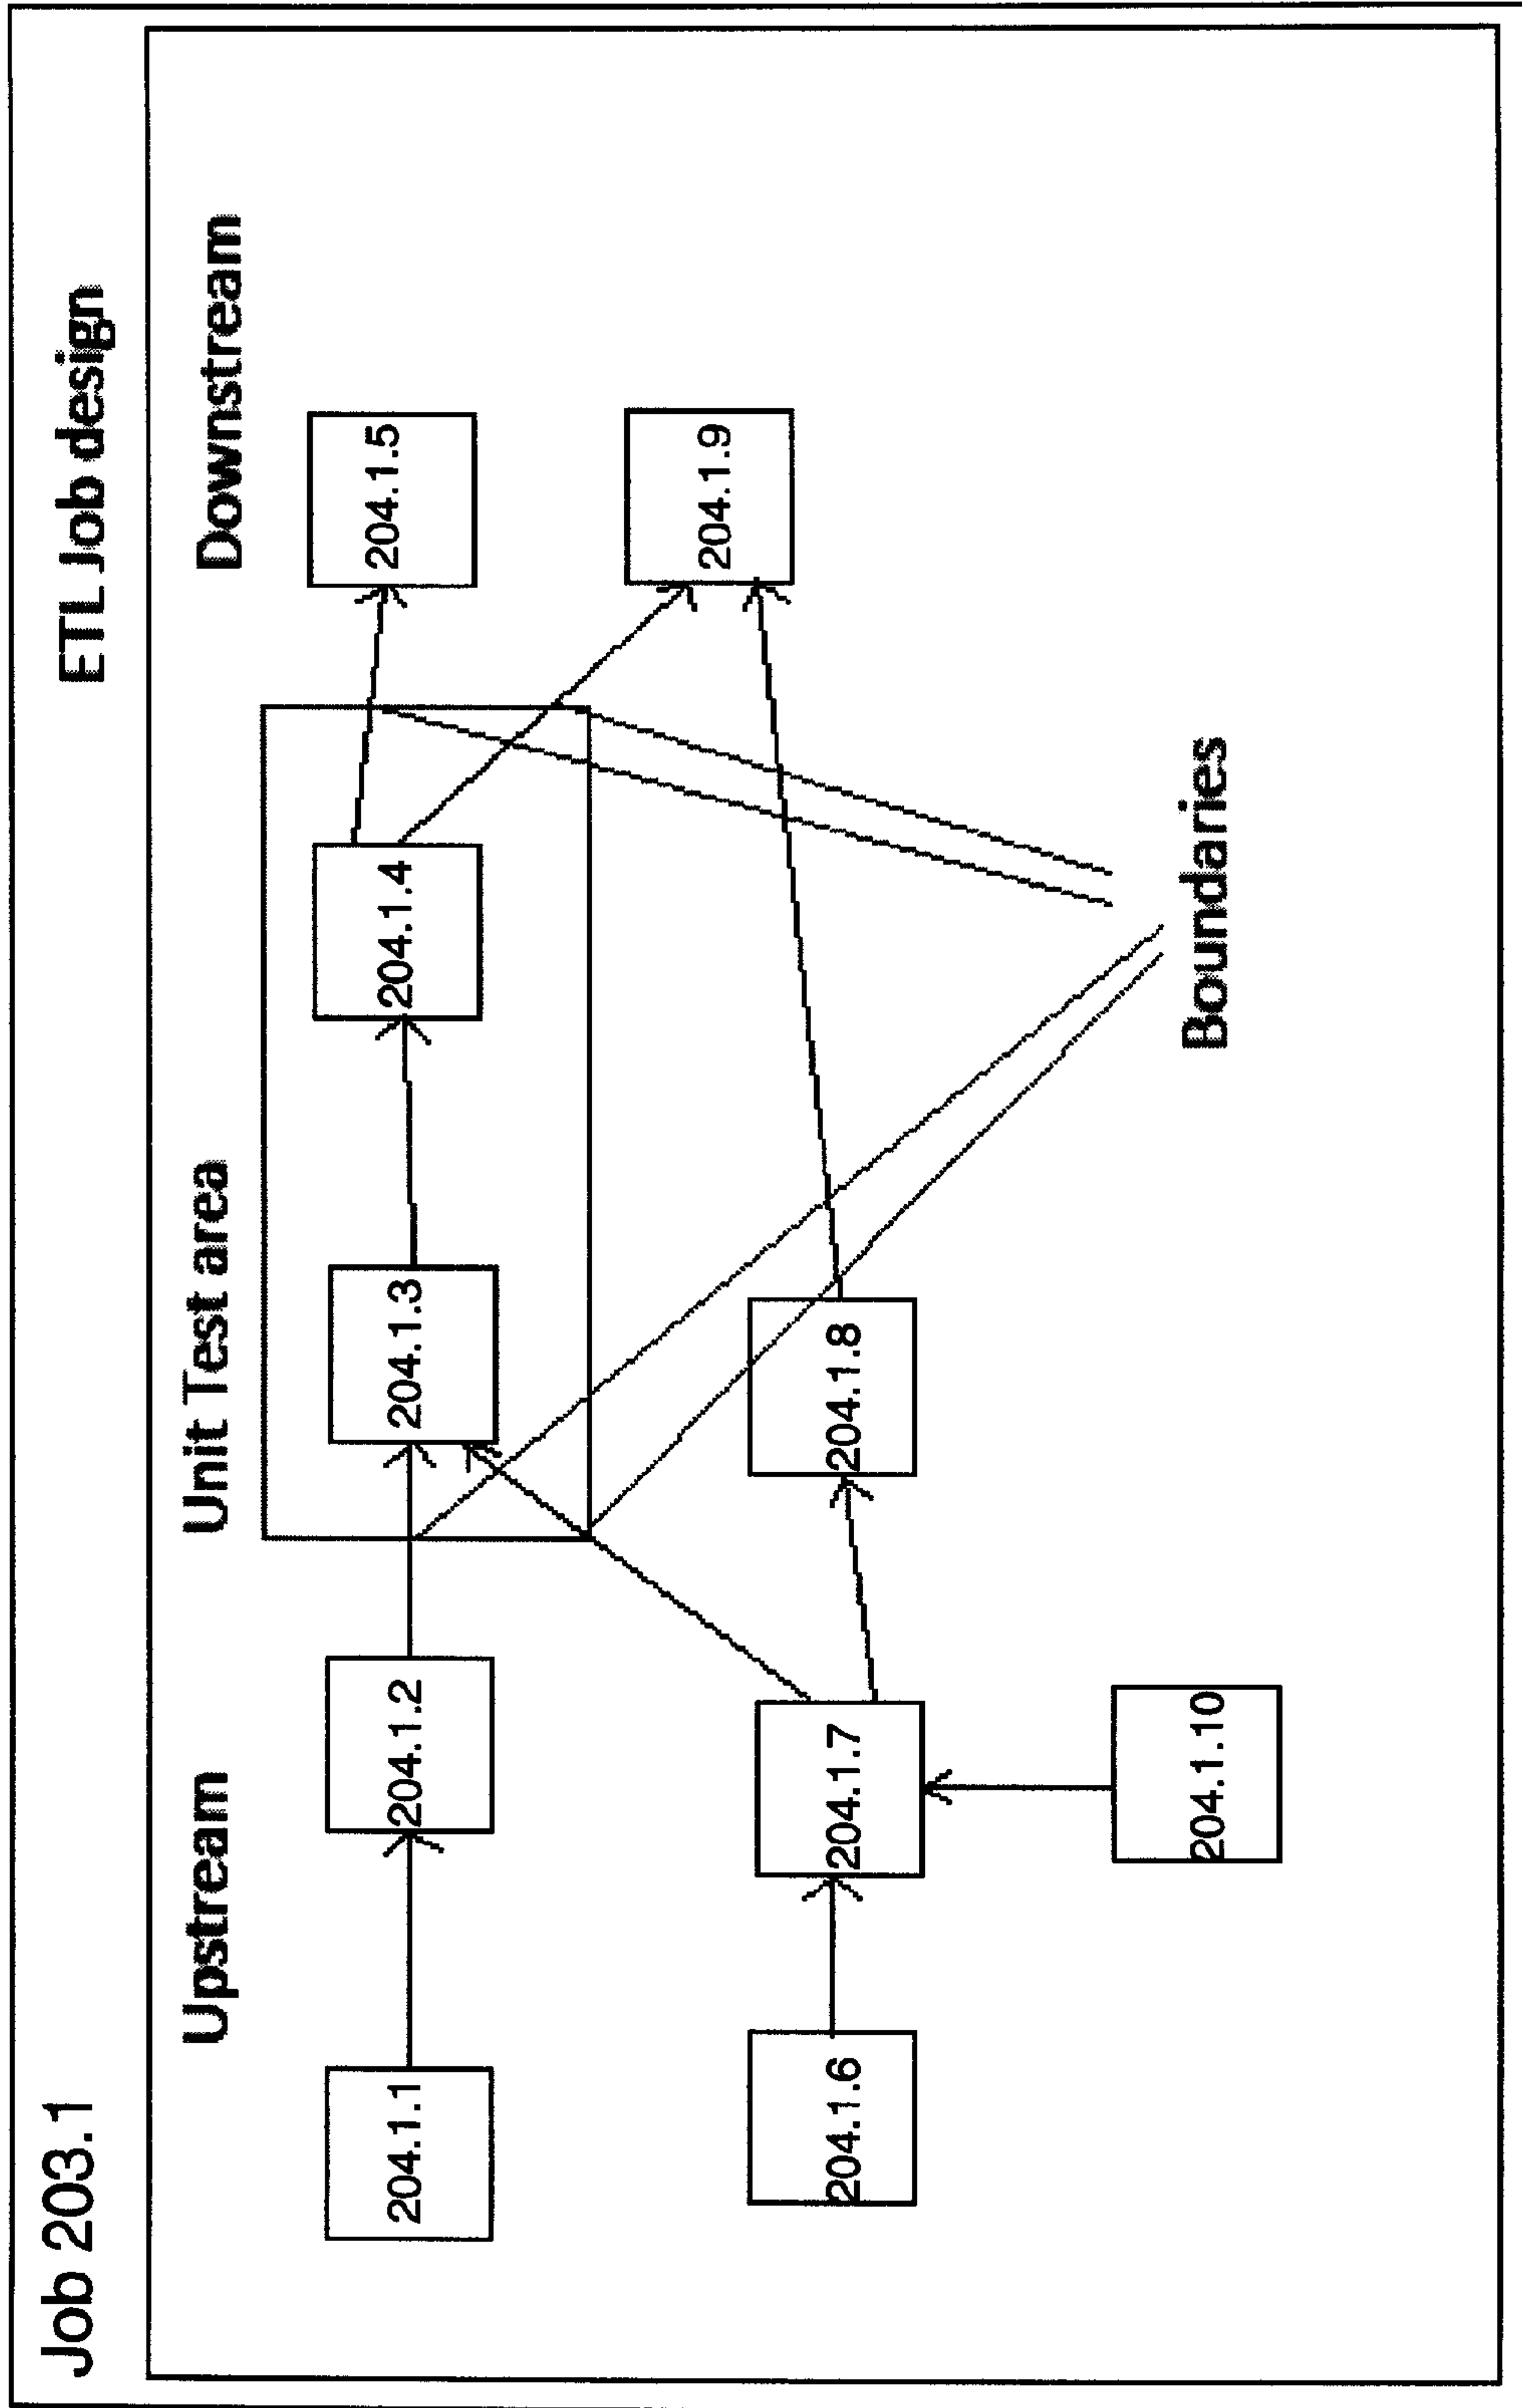 Job 203.1
ETL Job design
Upstream
Unit Test area
Downstream
204.1.1
204.1.2
204.1.3
204.1.4
204.1.5
204.1.6
204.1.7
204.1.8
204.1.9
204.1.10
Boundaries